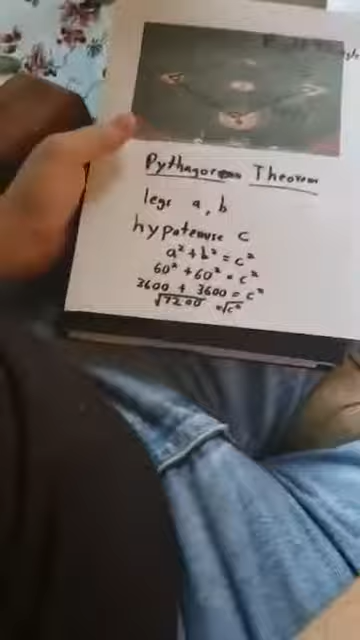 Pythagorean Theorem
legs a, b
hypotenuse c
a² + b² = c²
60² + 60² = c²
3600 + 3600 = c²
√7200 = √c²